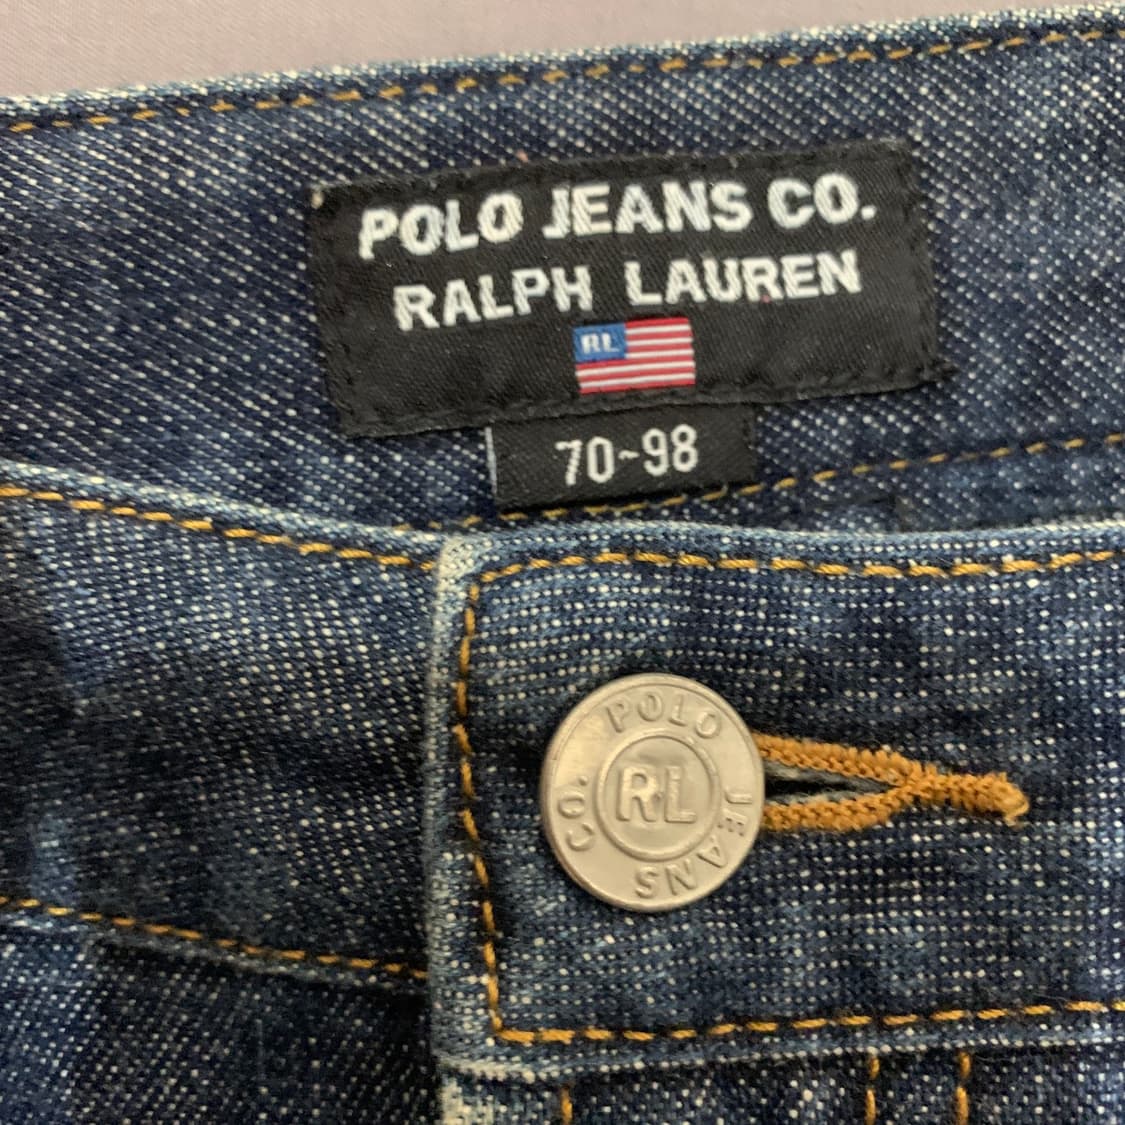 POLO JEANS CO.
RALPH LAUREN
RL
70~98
POLO JEANS CO.
RL